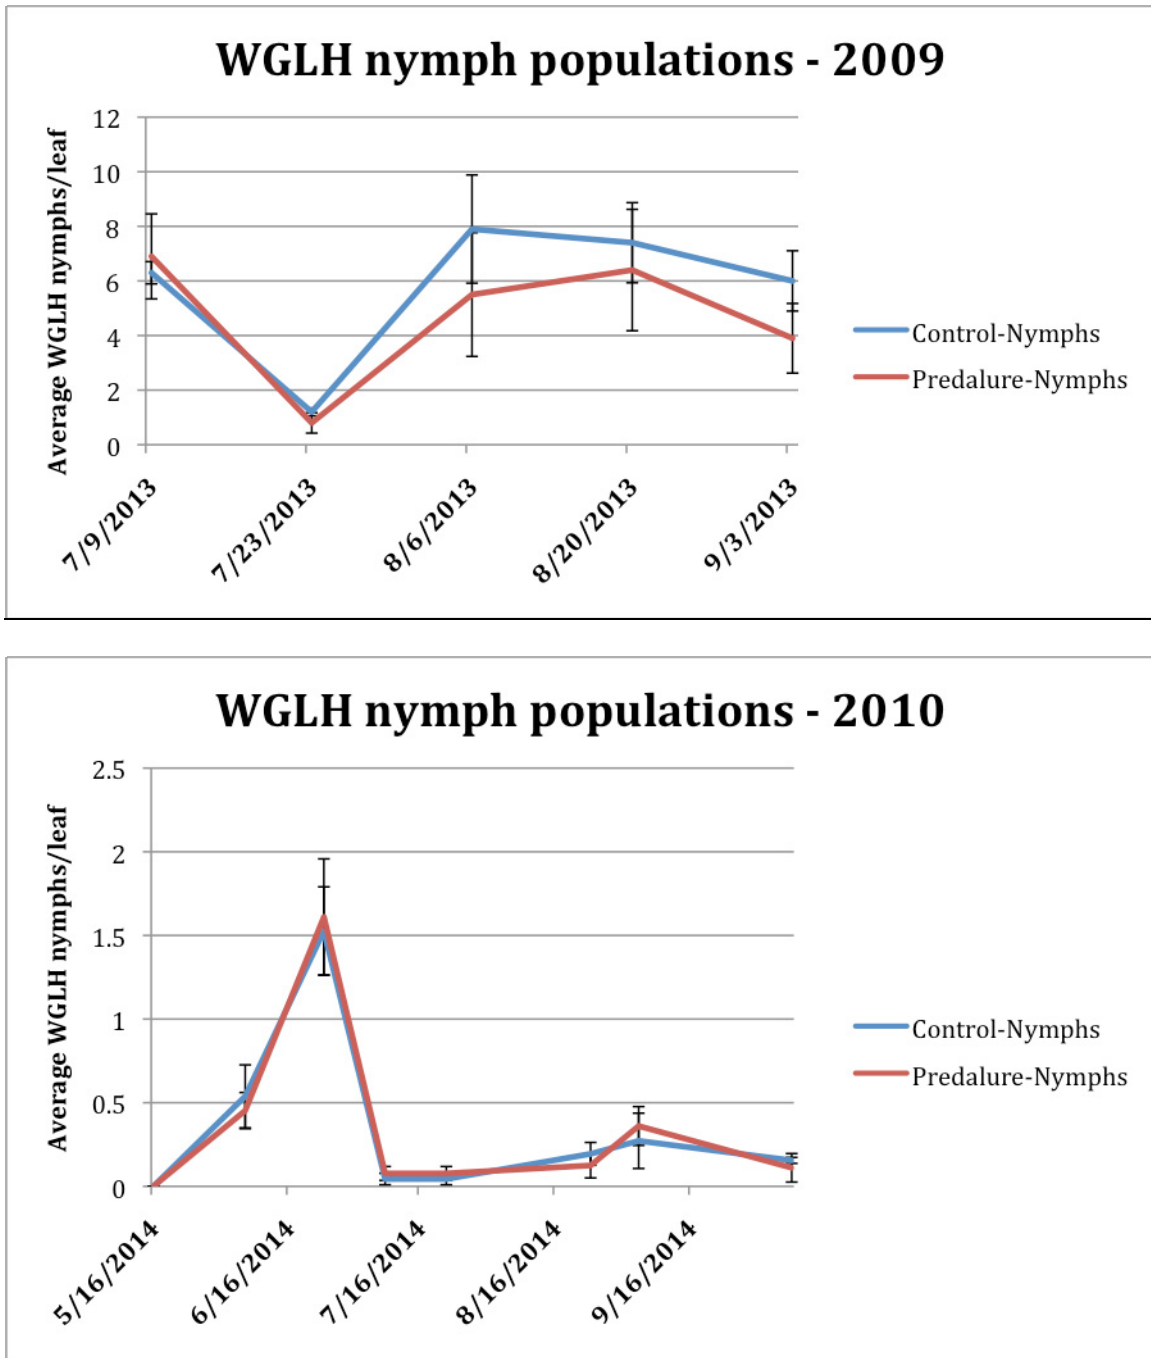 WGLH nymph populations - 2009
Average WGLH nymphs/leaf
12
10
8
6
4
2
0
7/9/2013
7/23/2013
8/6/2013
8/20/2013
9/3/2013
Control-Nymphs
Predalure-Nymphs
WGLH nymph populations - 2010
Average WGLH nymphs/leaf
2.5
2
1.5
1
0.5
0
5/16/2014
6/16/2014
7/16/2014
8/16/2014
9/16/2014
Control-Nymphs
Predalure-Nymphs